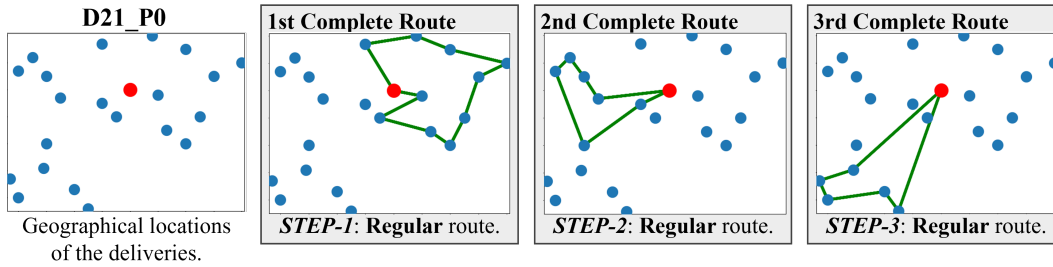 D21_P0
Geographical locations
of the deliveries.
1st Complete Route
STEP-1: Regular route.
2nd Complete Route
STEP-2: Regular route.
3rd Complete Route
STEP-3: Regular route.